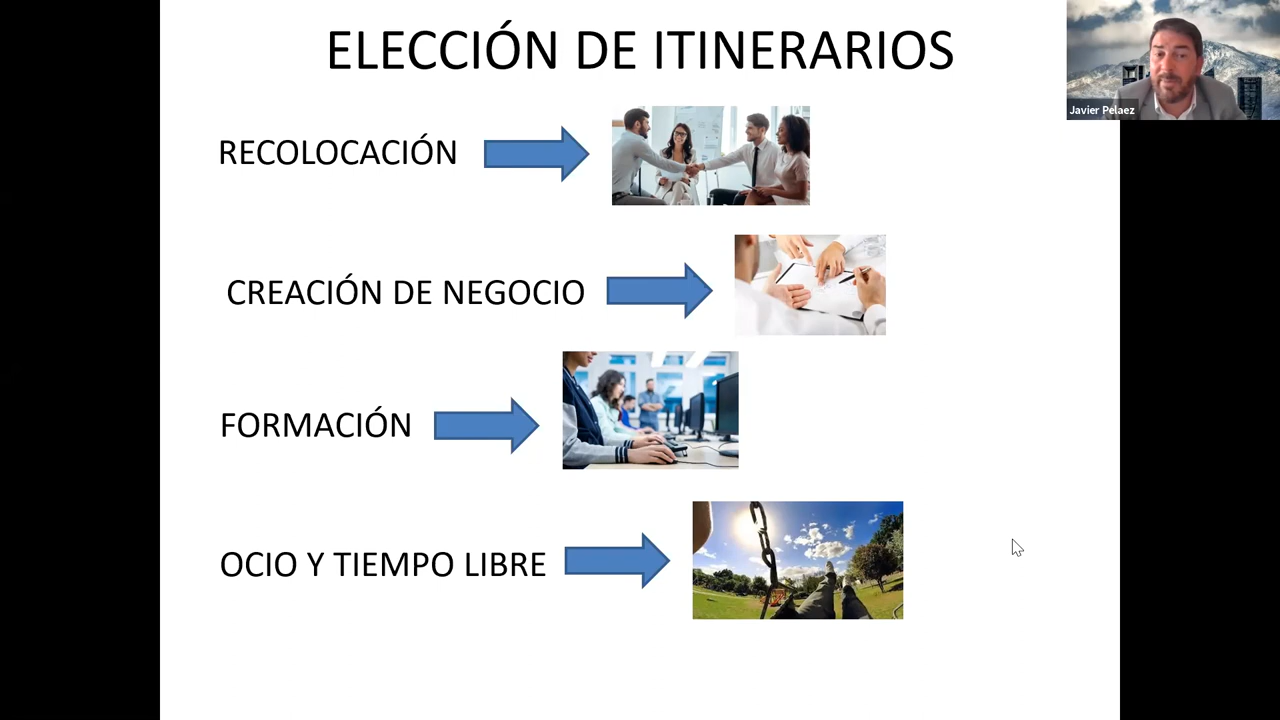 ELECCIÓN DE ITINERARIOS
Javier Pelaez
RECOLOCACIÓN
CREACIÓN DE NEGOCIO
FORMACIÓN
OCIO Y TIEMPO LIBRE